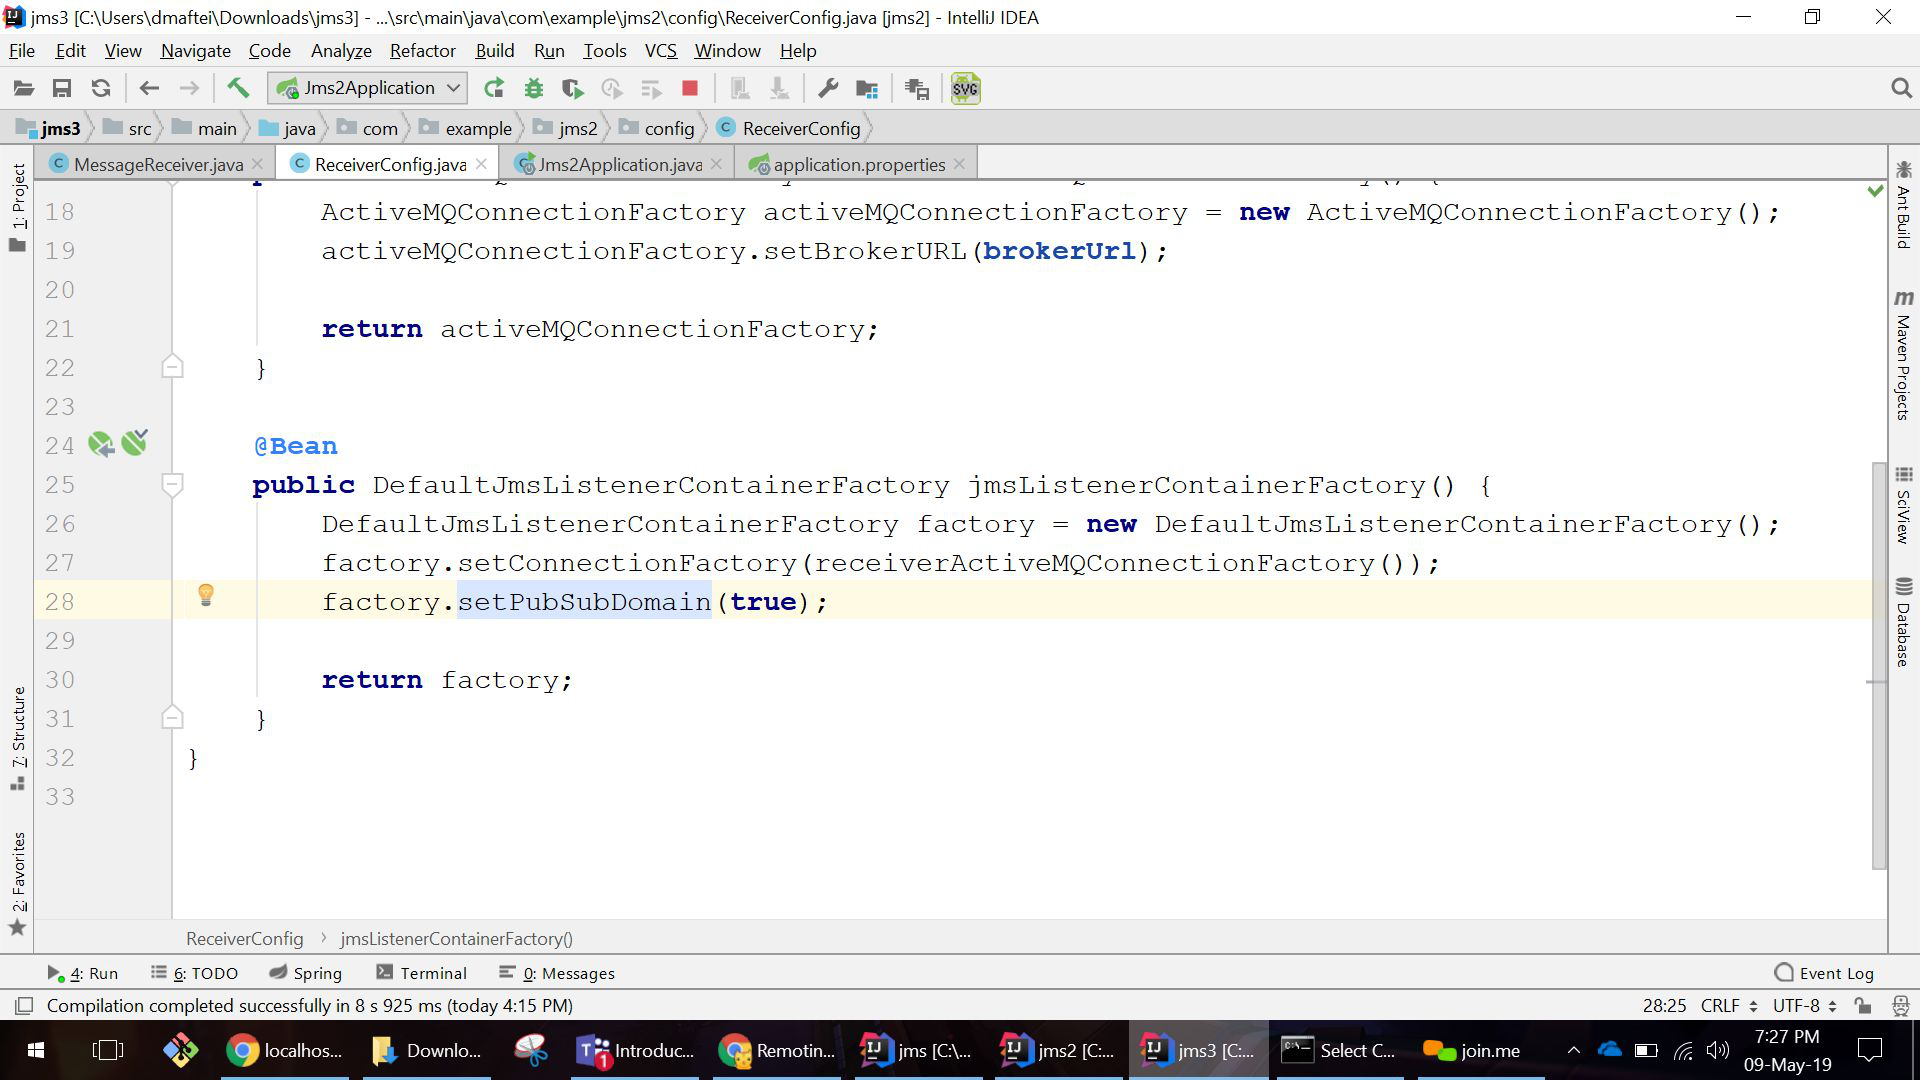 jms3 [C:\Users\dmaftei\Downloads\jms3] - ...\src\main\java\com\example\jms2\config\ReceiverConfig.java [jms2] - IntelliJ IDEA
File Edit View Navigate Code Analyze Refactor Build Run Tools VCS Window Help
Jms2Application
SVG
jms3 src main java com example jms2 config ReceiverConfig
MessageReceiver.java ReceiverConfig.java Jms2Application.java application.properties
1: Project
7: Structure
2: Favorites
18 ActiveMQConnectionFactory activeMQConnectionFactory = new ActiveMQConnectionFactory();
19 activeMQConnectionFactory.setBrokerURL(brokerUrl);
20
21 return activeMQConnectionFactory;
22 }
23
24 @Bean
25 public DefaultJmsListenerContainerFactory jmsListenerContainerFactory() {
26 DefaultJmsListenerContainerFactory factory = new DefaultJmsListenerContainerFactory();
27 factory.setConnectionFactory(receiverActiveMQConnectionFactory());
28 factory.setPubSubDomain(true);
29
30 return factory;
31 }
32 }
33
Ant Build
Maven Projects
SciView
Database
ReceiverConfig › jmsListenerContainerFactory()
4: Run 6: TODO Spring Terminal 0: Messages Event Log
Compilation completed successfully in 8 s 925 ms (today 4:15 PM) 28:25 CRLF UTF-8
localhos... Downlo... Introduc... Remotin... jms [C:\... jms2 [C:... jms3 [C:... Select C... join.me 7:27 PM
09-May-19